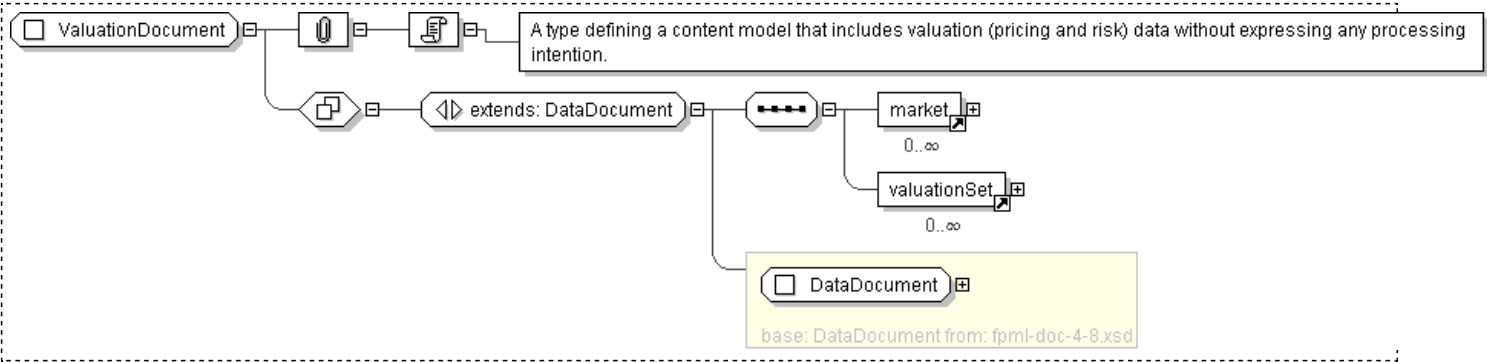 ValuationDocument
A type defining a content model that includes valuation (pricing and risk) data without expressing any processing
intention.
extends: DataDocument
market
0..∞
valuationSet
0..∞
DataDocument
base: DataDocument from: fpml-doc-4-8.xsd